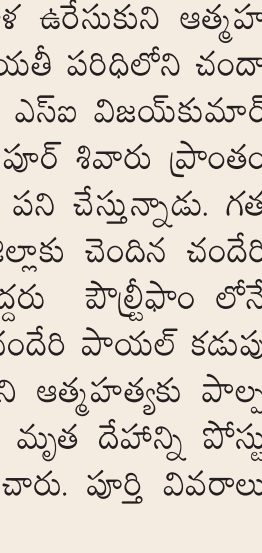 ళ ఉరేసుకుని ఆత్మహ
యతీ పరిధిలోని చందా
ఎస్ఐ విజయ్‌కుమార్
పూర్ శివారు ప్రాంతం
పని చేస్తున్నాడు. గత
జిల్లాకు చెందిన చందేరి
ద్దరు పౌల్ట్రీఫాం లోనే
చందేరి పాయల్ కడుపు
ని ఆత్మహత్యకు పాల్ప
మృత దేహాన్ని పోస్టు
చారు. పూర్తి వివరాలు